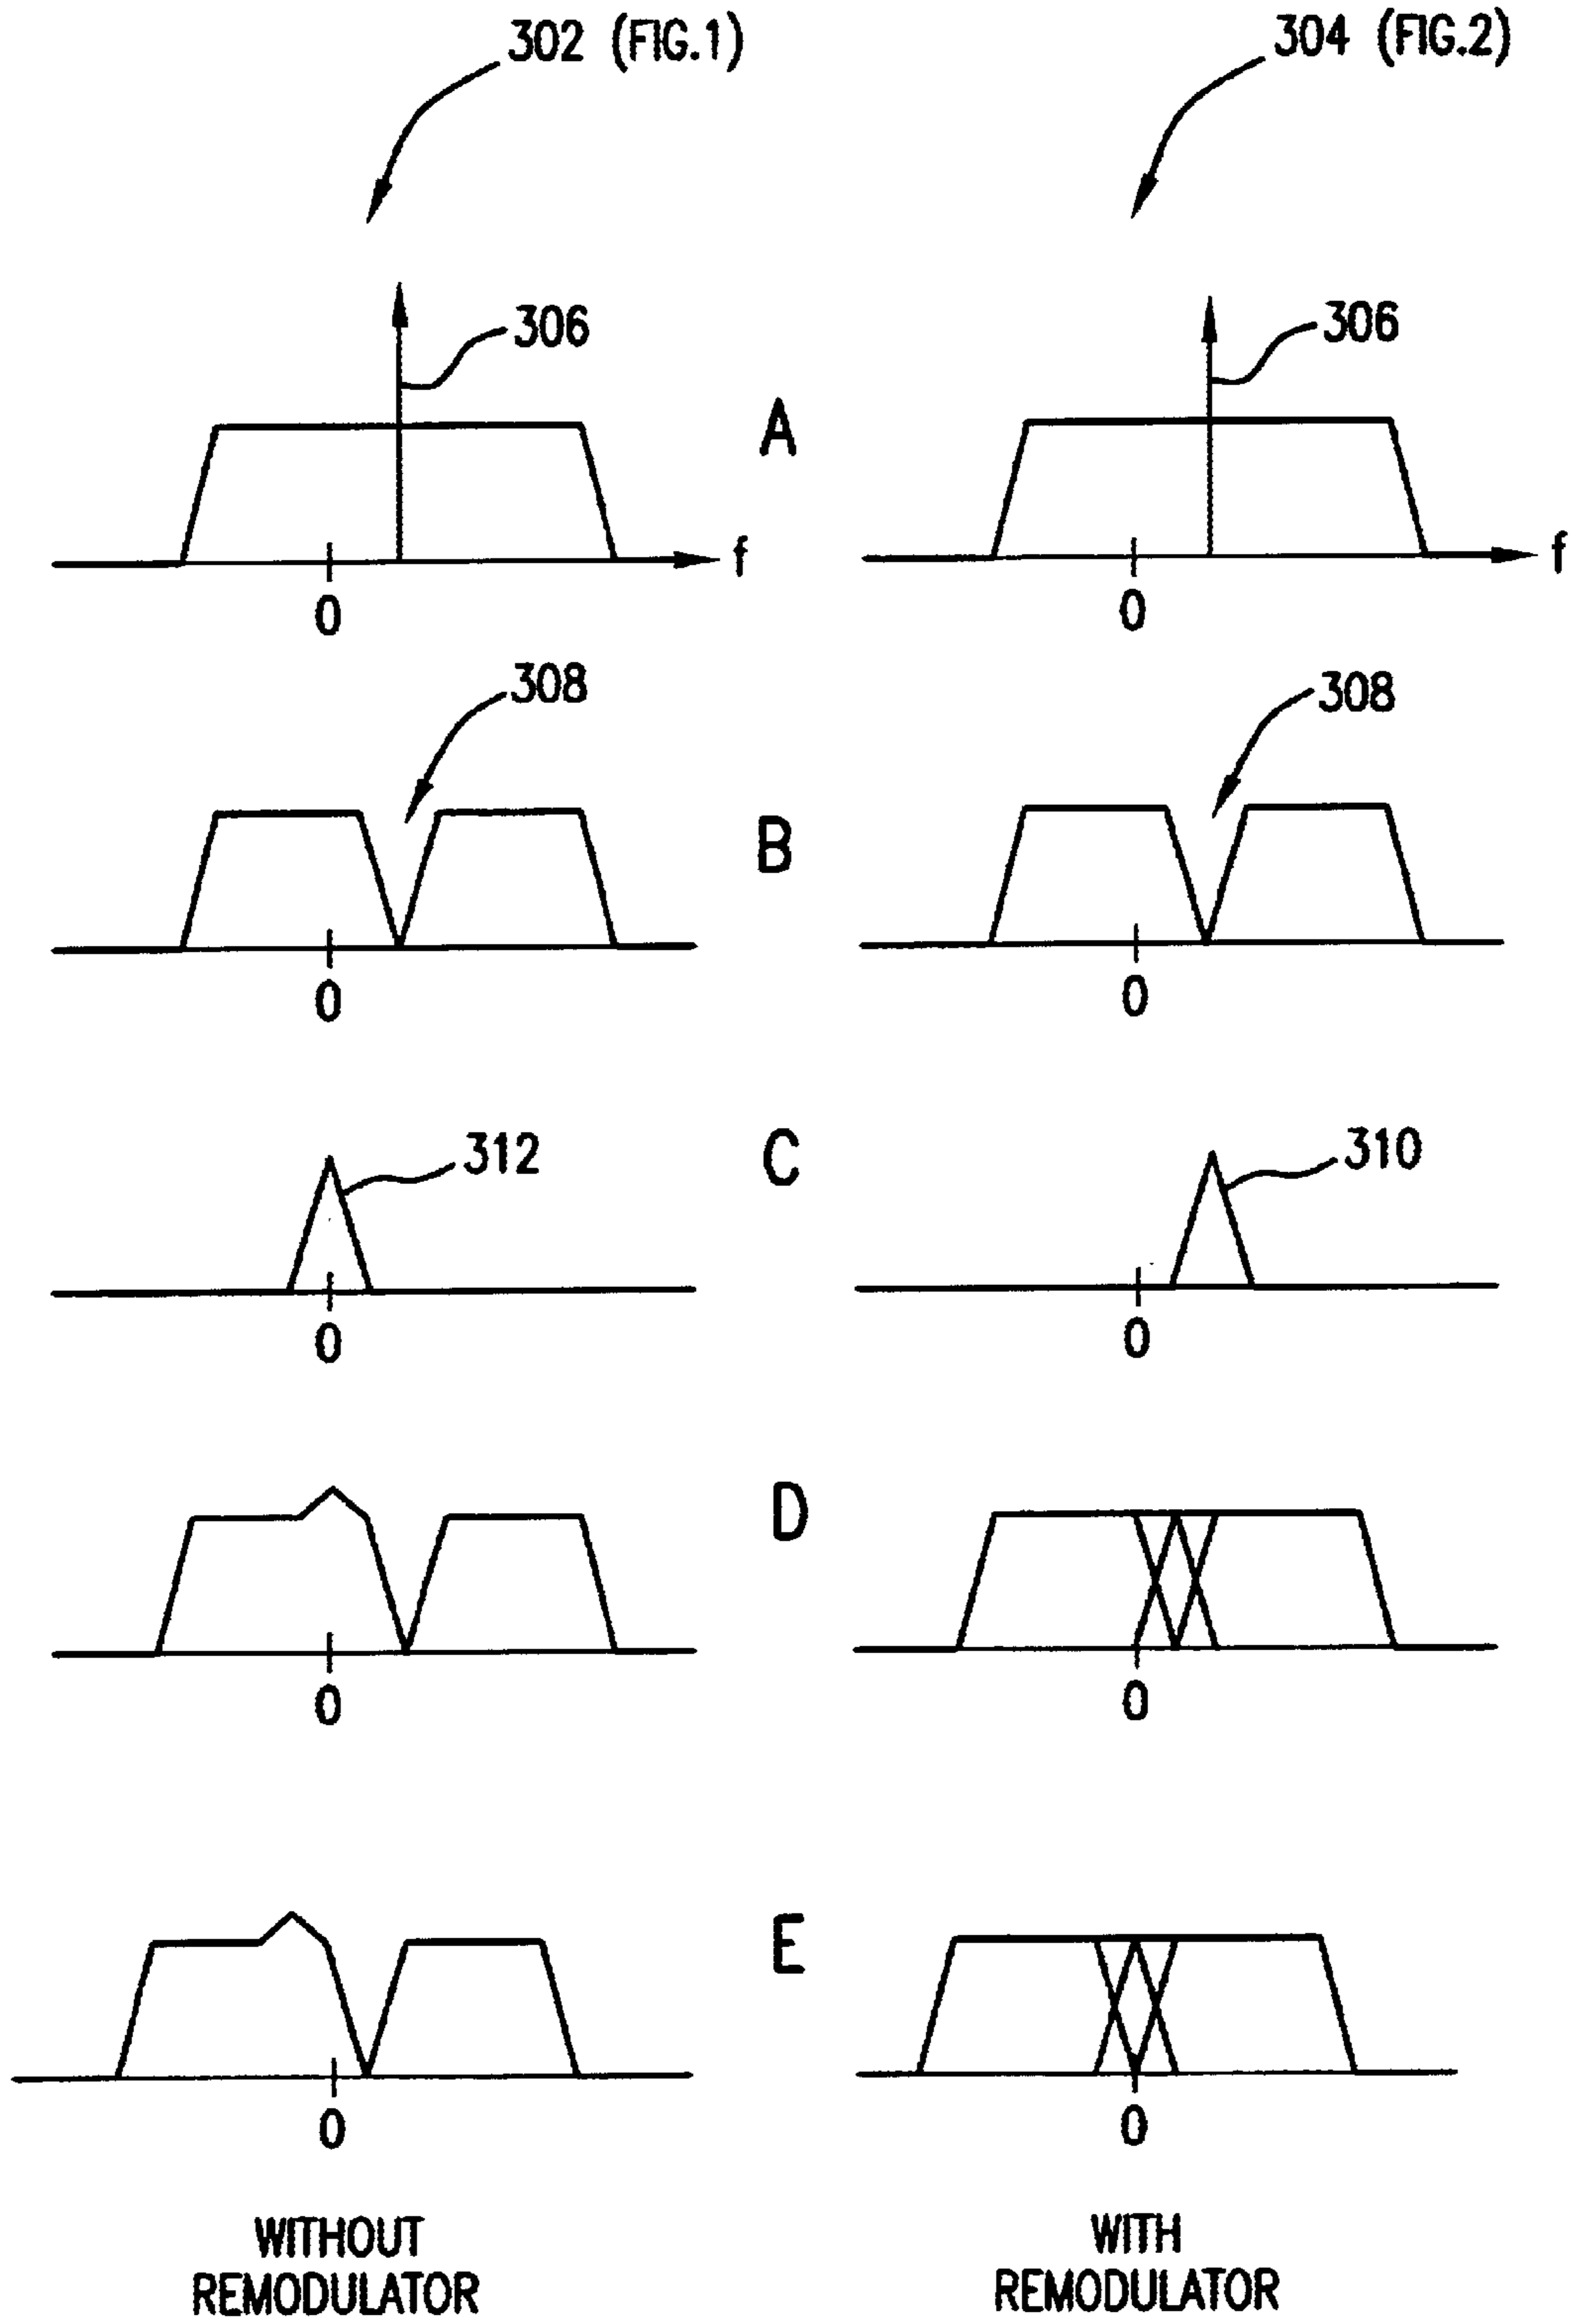 302 (FIG.1)
304 (FIG.2)
306
306
A
f
f
0
0
308
308
B
0
0
312
C
310
0
0
D
0
0
E
0
0
WITHOUT
REMODULATOR
WITH
REMODULATOR